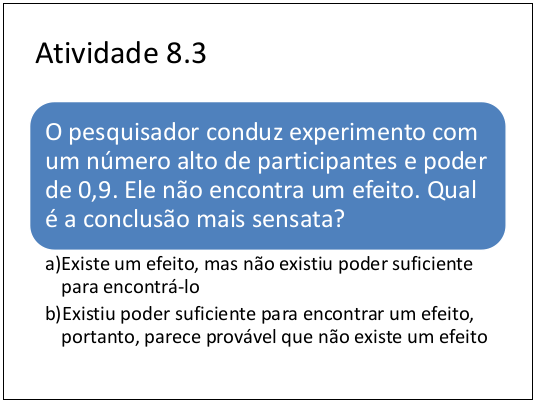 Atividade 8.3
O pesquisador conduz experimento com
um número alto de participantes e poder
de 0,9. Ele não encontra um efeito. Qual
é a conclusão mais sensata?
a)Existe um efeito, mas não existiu poder suficiente
para encontrá-lo
b)Existiu poder suficiente para encontrar um efeito,
portanto, parece provável que não existe um efeito